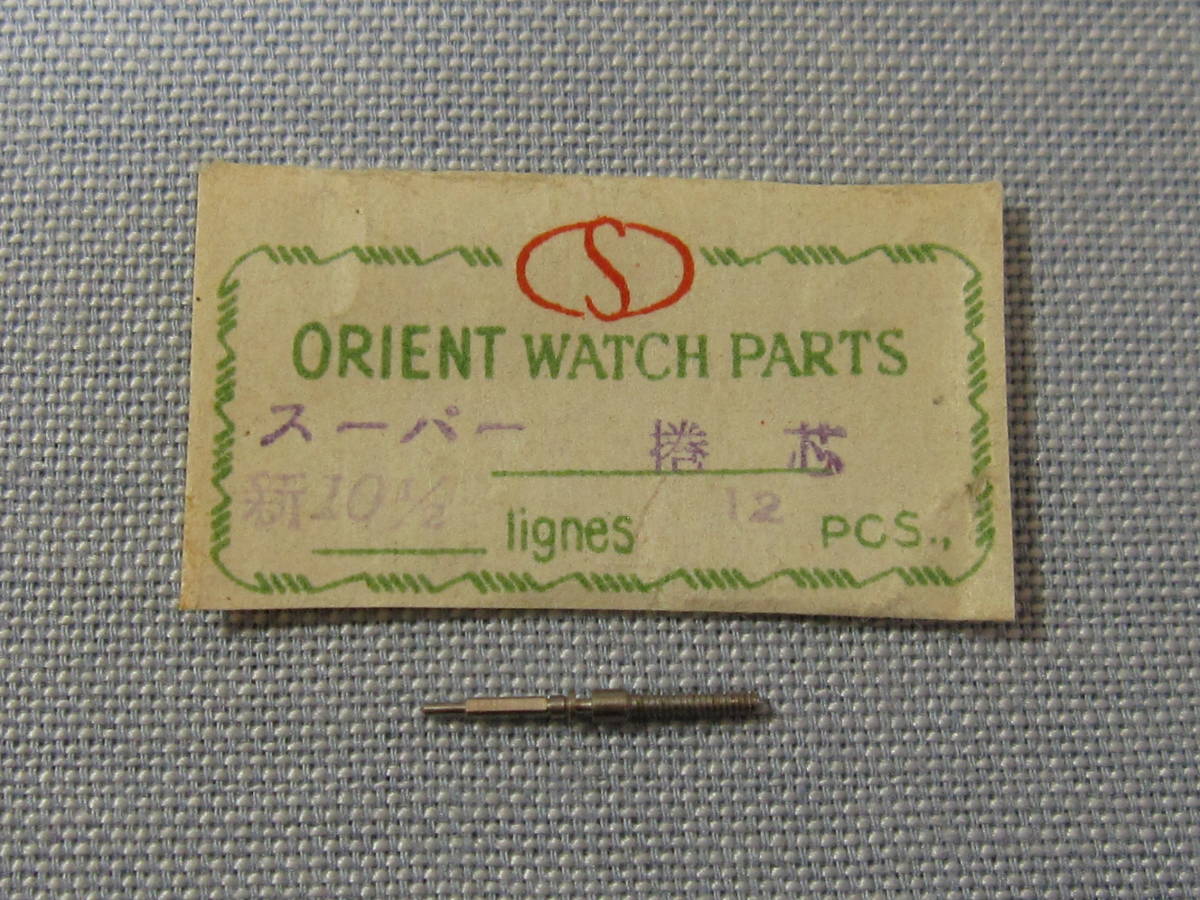 S
ORIENT WATCH PARTS
スーパー 捲芯
新10½ lignes 12 PCS.,